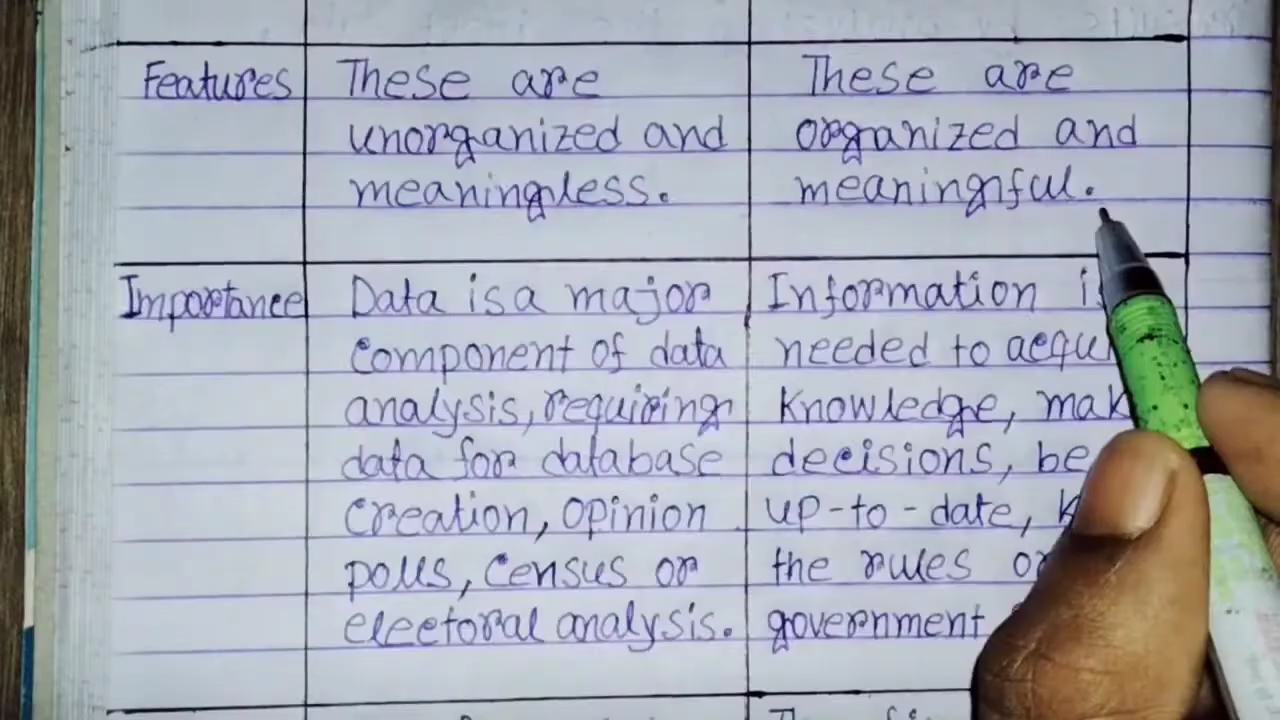 Features
These are
unorganized and
meaningless.
These are
organized and
meaningful.
Importance
Data is a major
component of data
analysis, requiring
data for database
creation, opinion
polls, census or
electoral analysis.
Information
needed to
knowledge,
decisions, be
up-to-date,
the rules
government